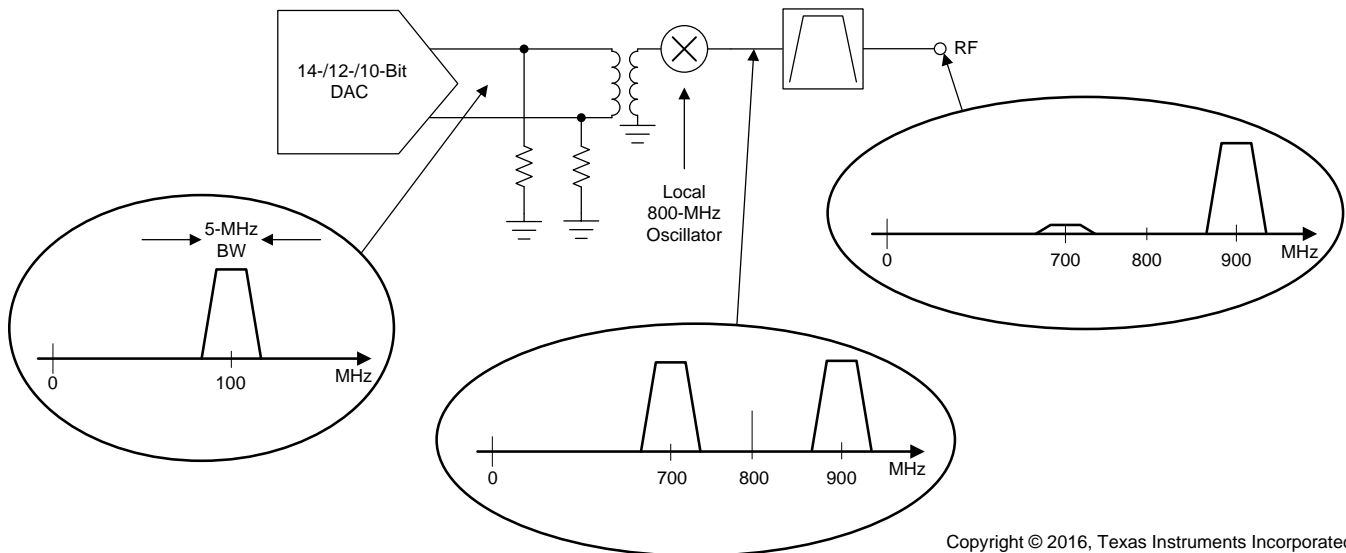 14-/12-/10-Bit
DAC
RF
Local
800-MHz
Oscillator
5-MHz
BW
0
100
MHz
0
700
800
900
MHz
0
700
800
900
MHz
Copyright © 2016, Texas Instruments Incorporated